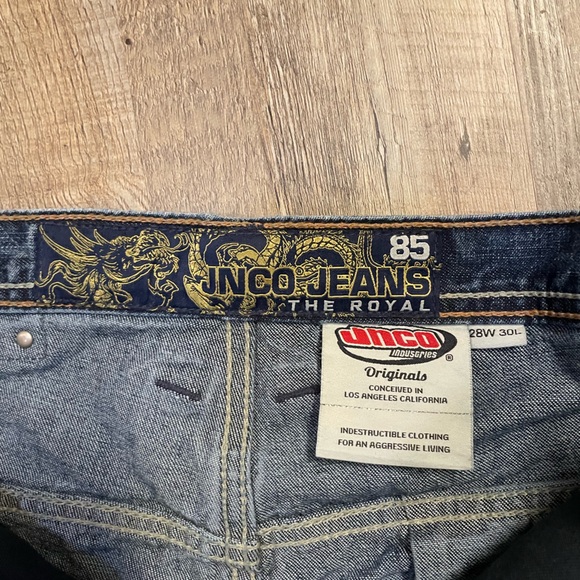 85
JNCO JEANS
THE ROYAL
JNCO
INDUSTRIES ®
28W 30L
Originals
CONCEIVED IN
LOS ANGELES CALIFORNIA
INDESTRUCTIBLE CLOTHING
FOR AN AGGRESSIVE LIVING